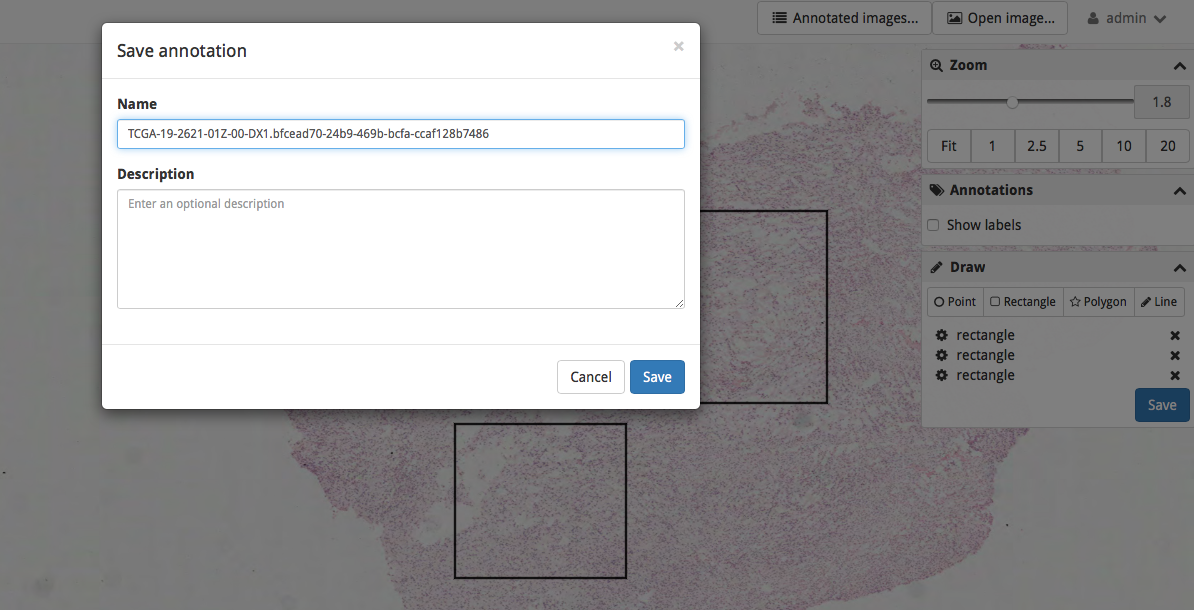 Annotated images... Open image... admin
Save annotation
×
Name
TCGA-19-2621-01Z-00-DX1.bfcead70-24b9-469b-bcfa-ccaf128b7486
Description
Enter an optional description
Cancel Save
Zoom
1.8
Fit 1 2.5 5 10 20
Annotations
Show labels
Draw
Point Rectangle Polygon Line
rectangle
rectangle
rectangle
Save